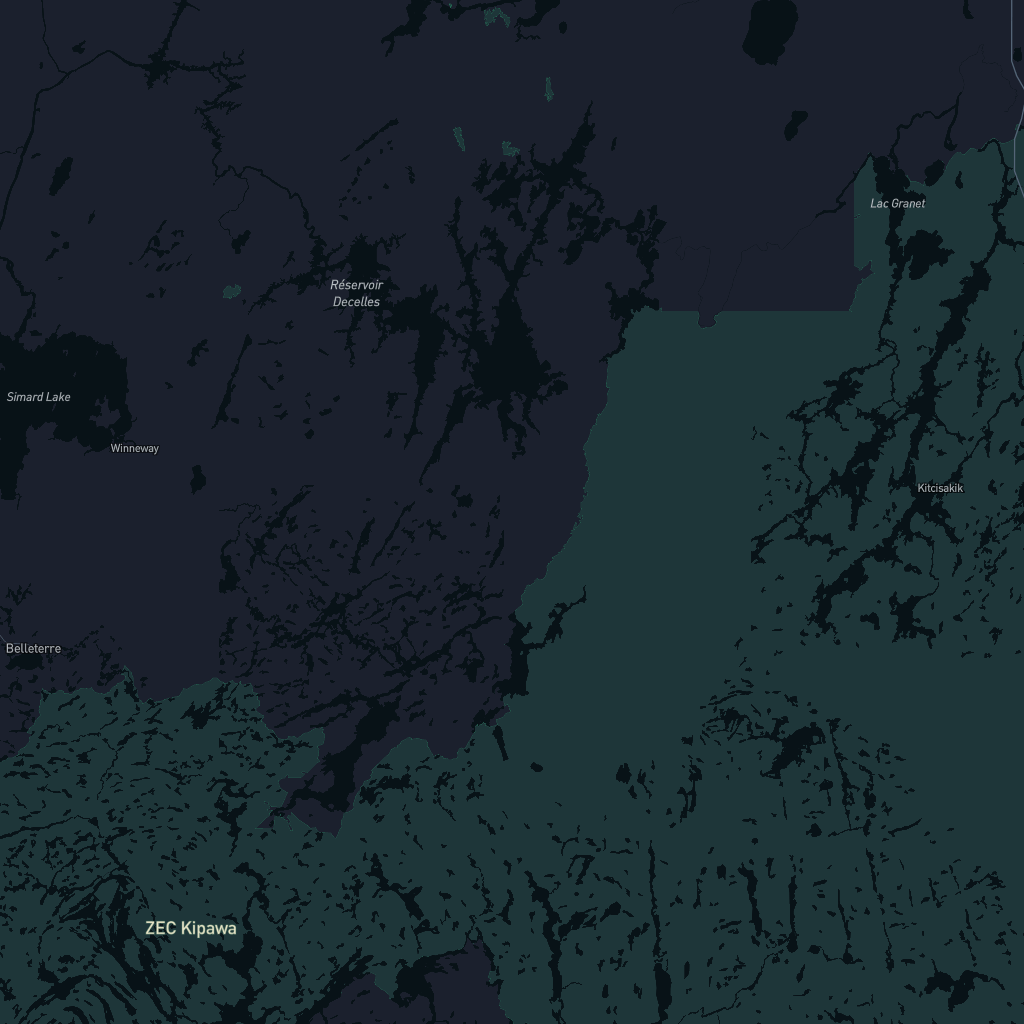 Lac Granet
Réservoir
Decelles
Simard Lake
Winneway
Kitcisakik
Belleterre
ZEC Kipawa